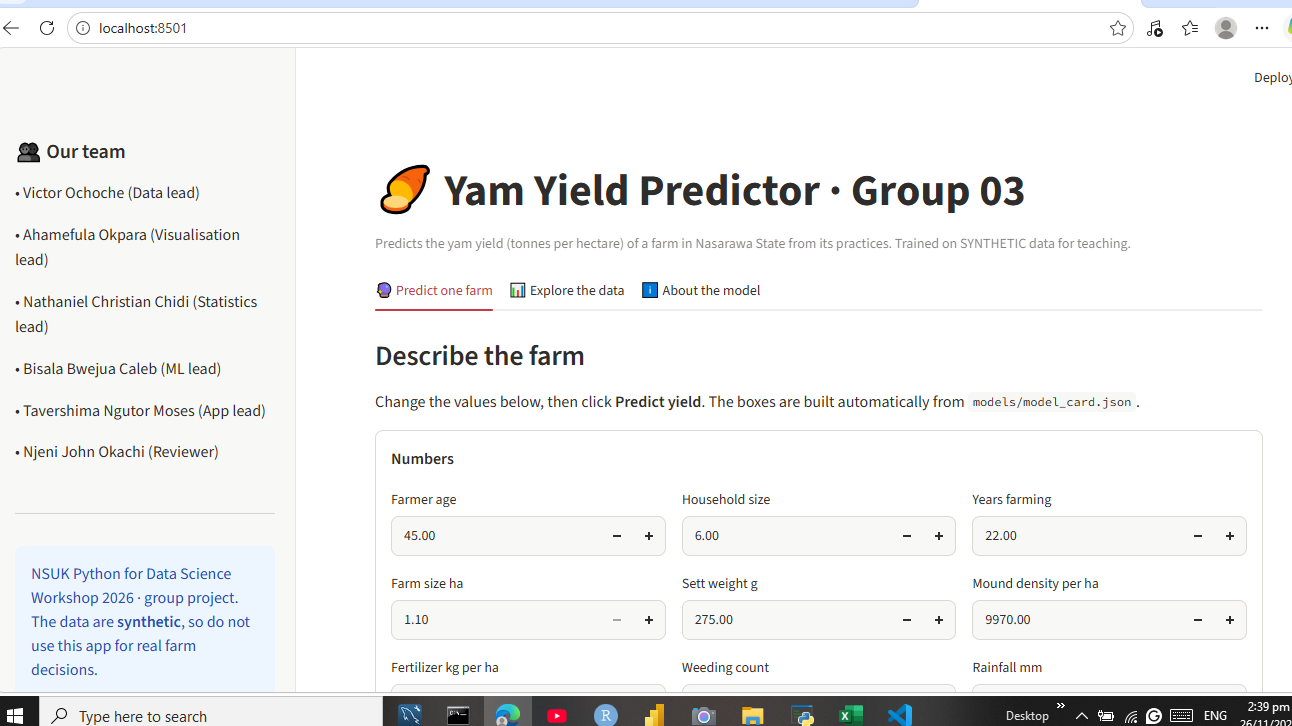 localhost:8501
Deploy
Our team
• Victor Ochoche (Data lead)
• Ahamefula Okpara (Visualisation
lead)
• Nathaniel Christian Chidi (Statistics
lead)
• Bisala Bwejua Caleb (ML lead)
• Tavershima Ngutor Moses (App lead)
• Njeni John Okachi (Reviewer)
NSUK Python for Data Science
Workshop 2026 · group project.
The data are synthetic, so do not
use this app for real farm
decisions.
Yam Yield Predictor · Group 03
Predicts the yam yield (tonnes per hectare) of a farm in Nasarawa State from its practices. Trained on SYNTHETIC data for teaching.
Predict one farm Explore the data About the model
Describe the farm
Change the values below, then click Predict yield. The boxes are built automatically from models/model_card.json.
Numbers
Farmer age Household size Years farming
45.00 − + 6.00 − + 22.00 − +
Farm size ha Sett weight g Mound density per ha
1.10 − + 275.00 − + 9970.00 − +
Fertilizer kg per ha Weeding count Rainfall mm
Type here to search Desktop ENG 2:39 pm
26/11/202